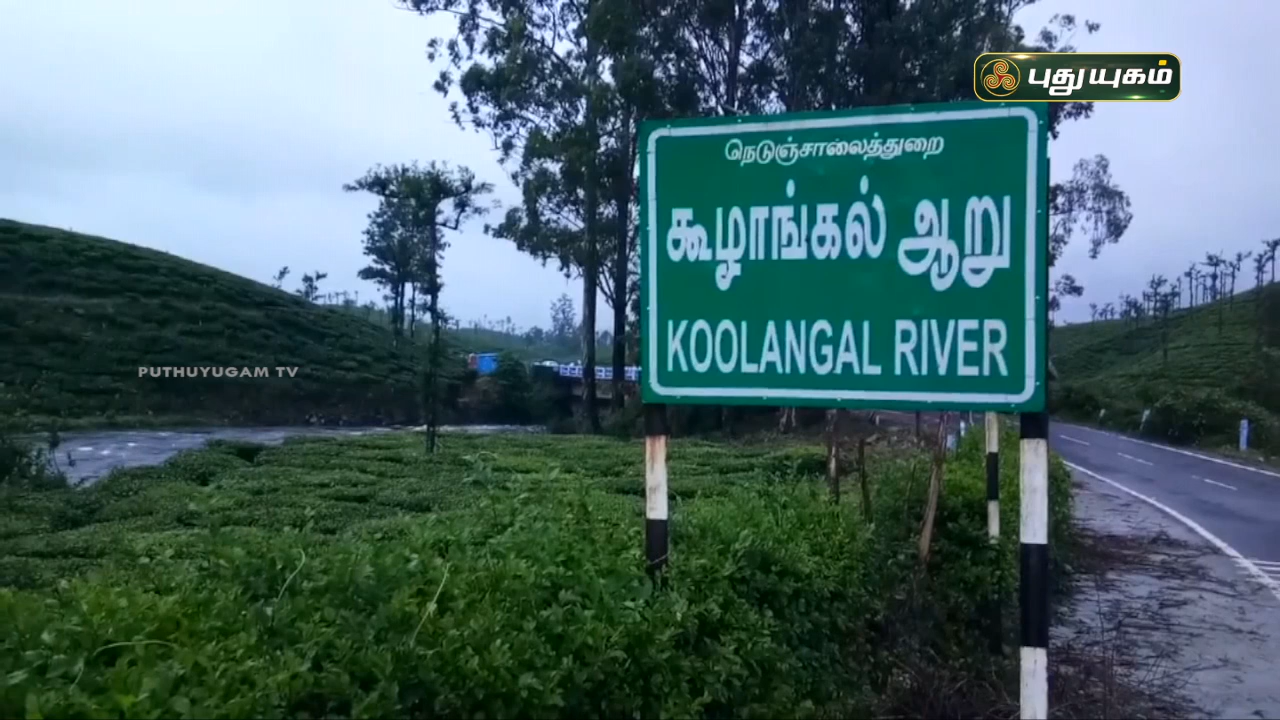 புதுயுகம்
நெடுஞ்சாலைத்துறை
கூழாங்கல் ஆறு
KOOLANGAL RIVER
PUTHUYUGAM TV